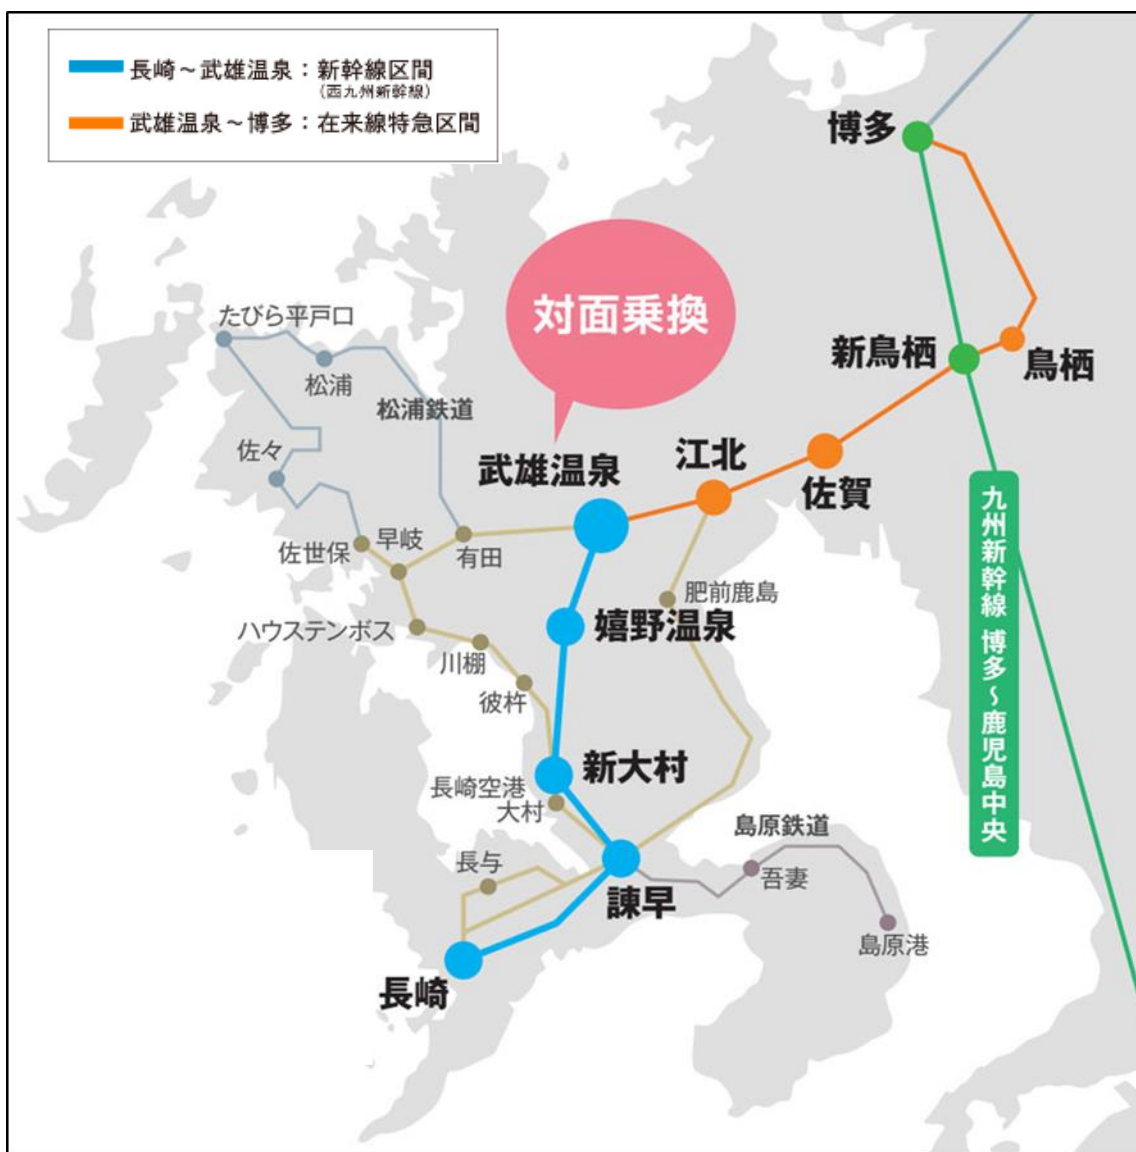 長崎~武雄温泉:新幹線区間
(西九州新幹線)
武雄温泉~博多:在来線特急区間
博多
対面乗換
たびら平戸口
新鳥栖
鳥栖
松浦
松浦鉄道
佐々
武雄温泉
江北
佐賀
九州新幹線 博多~鹿児島中央
佐世保
早岐
有田
肥前鹿島
ハウステンボス
嬉野温泉
川棚
彼杵
新大村
長崎空港
大村
島原鉄道
長与
吾妻
諫早
島原港
長崎